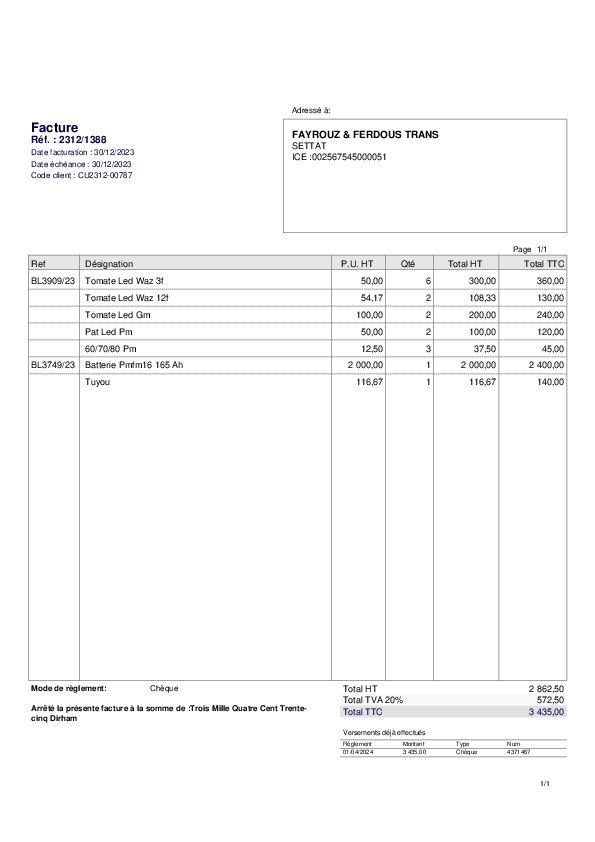 Adressé à:
Facture
Réf. : 2312/1388
Date facturation : 30/12/2023
Date échéance : 30/12/2023
Code client : CU2312-00787
FAYROUZ & FERDOUS TRANS
SETTAT
ICE :002567545000051
Page 1/1
Ref Désignation P.U. HT Qté Total HT Total TTC
BL3909/23 Tomate Led Waz 3f 50,00 6 300,00 360,00
Tomate Led Waz 12f 54,17 2 108,33 130,00
Tomate Led Gm 100,00 2 200,00 240,00
Pat Led Pm 50,00 2 100,00 120,00
60/70/80 Pm 12,50 3 37,50 45,00
BL3749/23 Batterie Pmfm16 165 Ah 2 000,00 1 2 000,00 2 400,00
Tuyou 116,67 1 116,67 140,00
Mode de règlement: Chèque
Arrêté la présente facture à la somme de :Trois Mille Quatre Cent Trente-
cinq Dirham
Total HT 2 862,50
Total TVA 20% 572,50
Total TTC 3 435,00
Versements déjà effectués
Règlement Montant Type Num
01/04/2024 3 435,00 Chèque 4371467
1/1